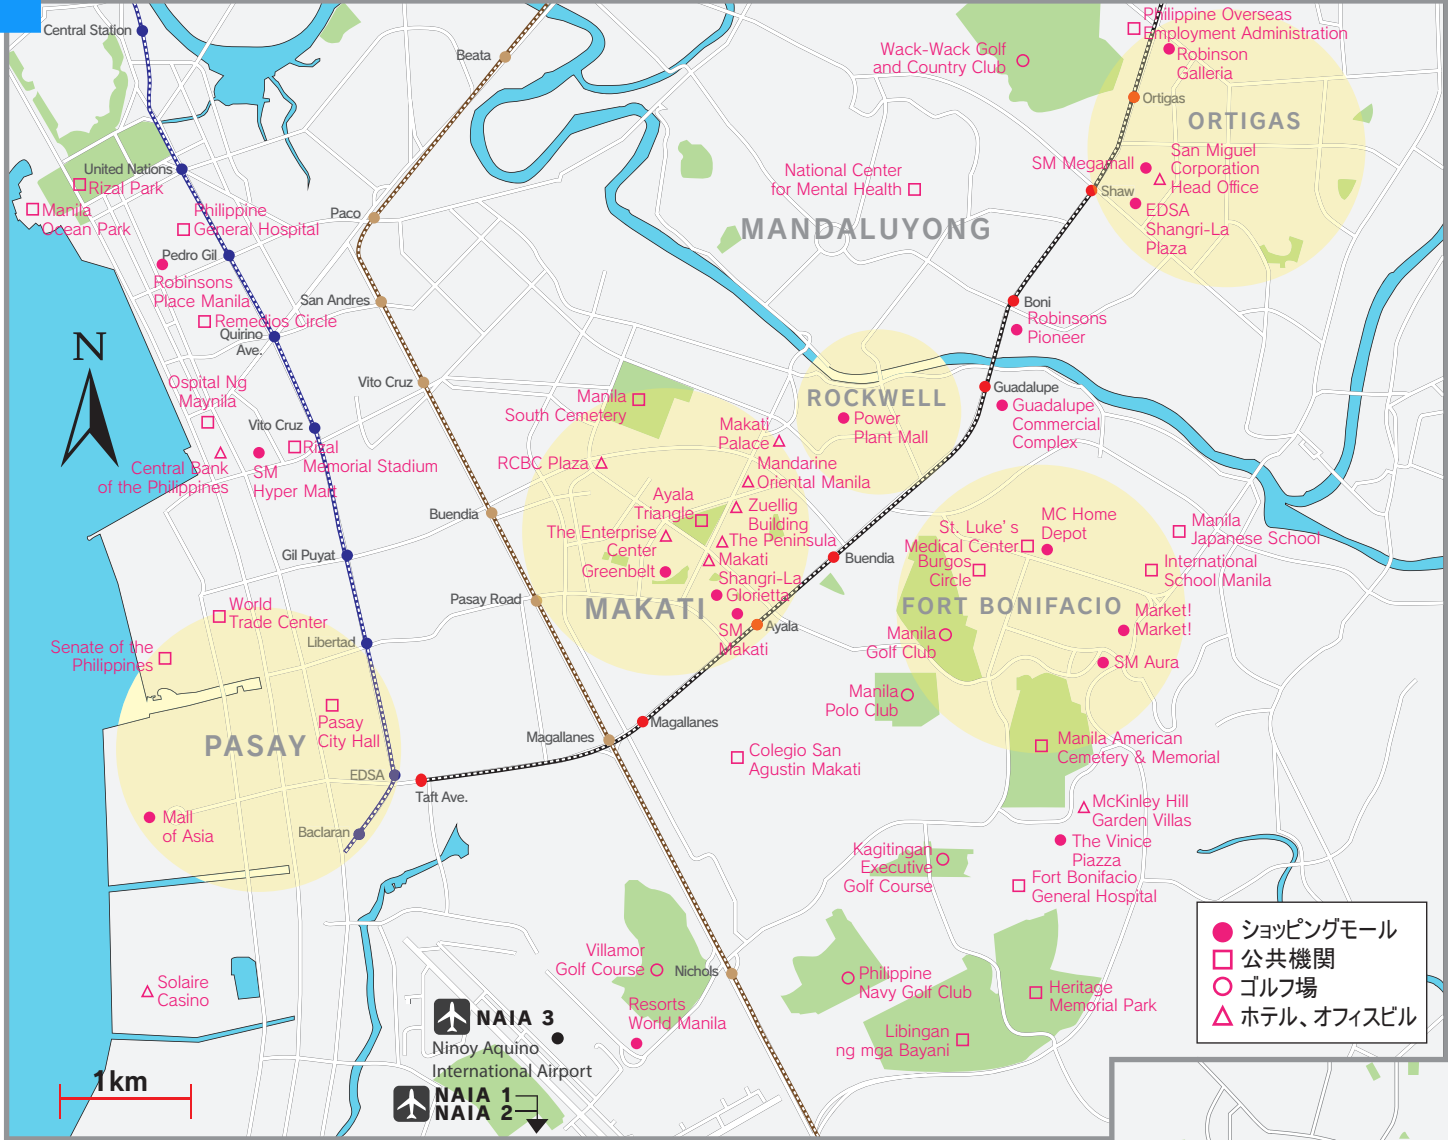 Central Station
Beata
Wack-Wack Golf
and Country Club
Philippine Overseas
Employment Administration
Robinson
Galleria
Ortigas
ORTIGAS
SM Megamall
San Miguel
Corporation
Head Office
Shaw
EDSA
Shangri-La
Plaza
United Nations
Rizal Park
Manila
Ocean Park
Philippine
General Hospital
Paco
National Center
for Mental Health
MANDALUYONG
Pedro Gil
Robinsons
Place Manila
Remedios Circle
San Andres
Quirino
Ave.
Boni
Robinsons
Pioneer
N
Ospital Ng
Maynila
Vito Cruz
Vito Cruz
Rizal
Memorial Stadium
Central Bank
of the Philippines
SM
Hyper Mart
Manila
South Cemetery
ROCKWELL
Power
Plant Mall
Guadalupe
Guadalupe
Commercial
Complex
Makati
Palace
RCBC Plaza
Mandarine
Oriental Manila
Ayala
Triangle
Zuellig
Building
The Enterprise
Center
The Peninsula
Makati
Shangri-La
Greenbelt
Glorietta
MAKATI
SM
Makati
Ayala
Buendia
Buendia
Gil Puyat
Pasay Road
St. Luke's
Medical Center
MC Home
Depot
Burgos
Circle
Manila
Japanese School
International
School Manila
FORT BONIFACIO
Market!
Market!
Manila
Golf Club
SM Aura
World
Trade Center
Libertad
Senate of the
Philippines
Pasay
City Hall
PASAY
Manila
Polo Club
Magallanes
Magallanes
Colegio San
Agustin Makati
Manila American
Cemetery & Memorial
EDSA
Taft Ave.
Mall
of Asia
Baclaran
McKinley Hill
Garden Villas
The Vinice
Piazza
Kagitingan
Executive
Golf Course
Fort Bonifacio
General Hospital
Villamor
Golf Course
Nichols
Solaire
Casino
Resorts
World Manila
Philippine
Navy Golf Club
Heritage
Memorial Park
Libingan
ng mga Bayani
NAIA 3
Ninoy Aquino
International Airport
NAIA 1
NAIA 2
1km
ショッピングモール
公共機関
ゴルフ場
ホテル、オフィスビル